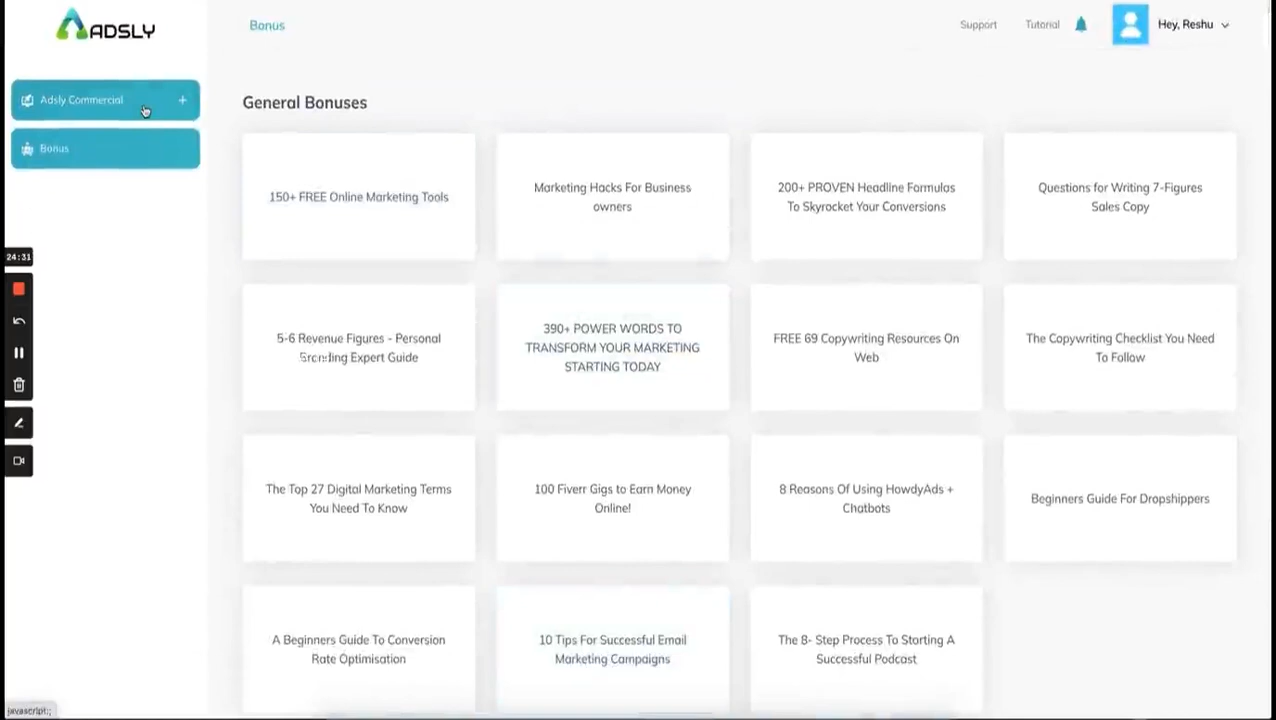 ADSLY
Bonus
Support
Tutorial
Hey, Reshu
Adsly Commercial
+
Bonus
General Bonuses
150+ FREE Online Marketing Tools
Marketing Hacks For Business
owners
200+ PROVEN Headline Formulas
To Skyrocket Your Conversions
Questions for Writing 7-Figures
Sales Copy
24:31
5-6 Revenue Figures - Personal
Expert Guide
390+ POWER WORDS TO
TRANSFORM YOUR MARKETING
STARTING TODAY
FREE 69 Copywriting Resources On
Web
The Copywriting Checklist You Need
To Follow
The Top 27 Digital Marketing Terms
You Need To Know
100 Fiverr Gigs to Earn Money
Online!
8 Reasons Of Using HowdyAds +
Chatbots
Beginners Guide For Dropshippers
A Beginners Guide To Conversion
Rate Optimisation
10 Tips For Successful Email
Marketing Campaigns
The 8- Step Process To Starting A
Successful Podcast
javascript:;